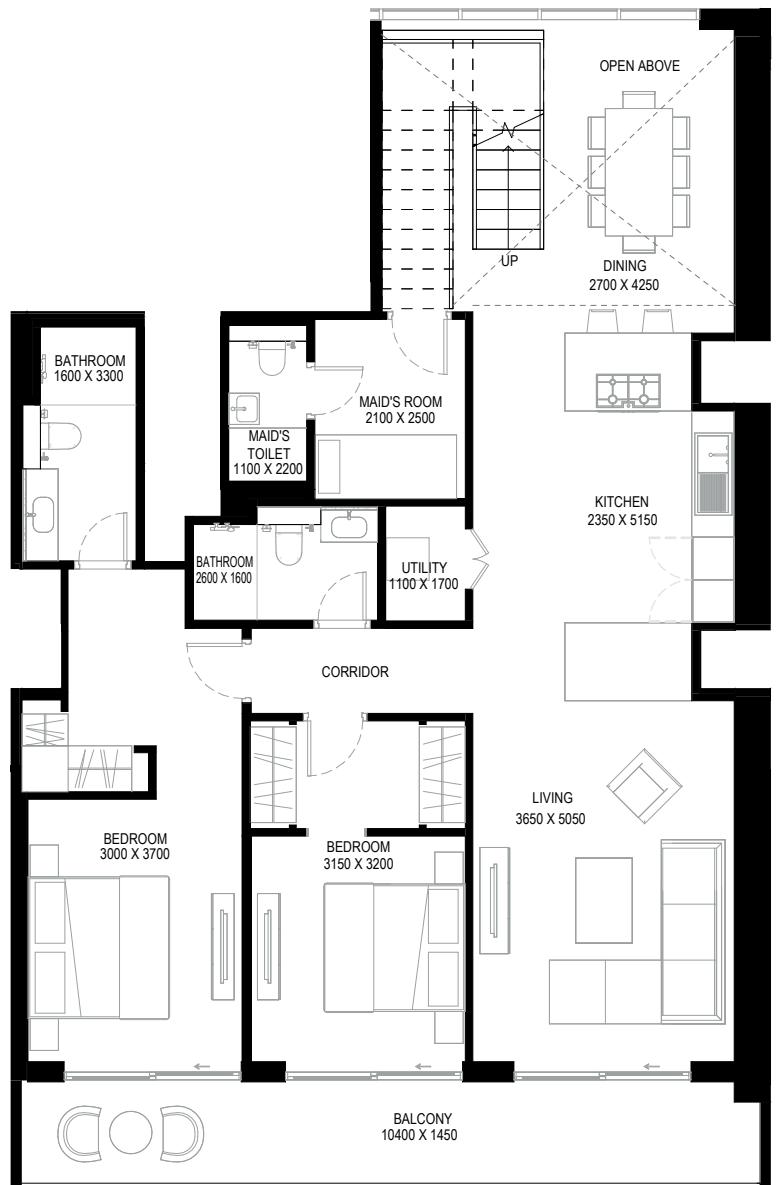 OPEN ABOVE
UP
DINING
2700 X 4250
BATHROOM
1600 X 3300
MAID'S ROOM
2100 X 2500
MAID'S
TOILET
1100 X 2200
KITCHEN
2350 X 5150
BATHROOM
2600 X 1600
UTILITY
1100 X 1700
CORRIDOR
LIVING
3650 X 5050
BEDROOM
3000 X 3700
BEDROOM
3150 X 3200
BALCONY
10400 X 1450